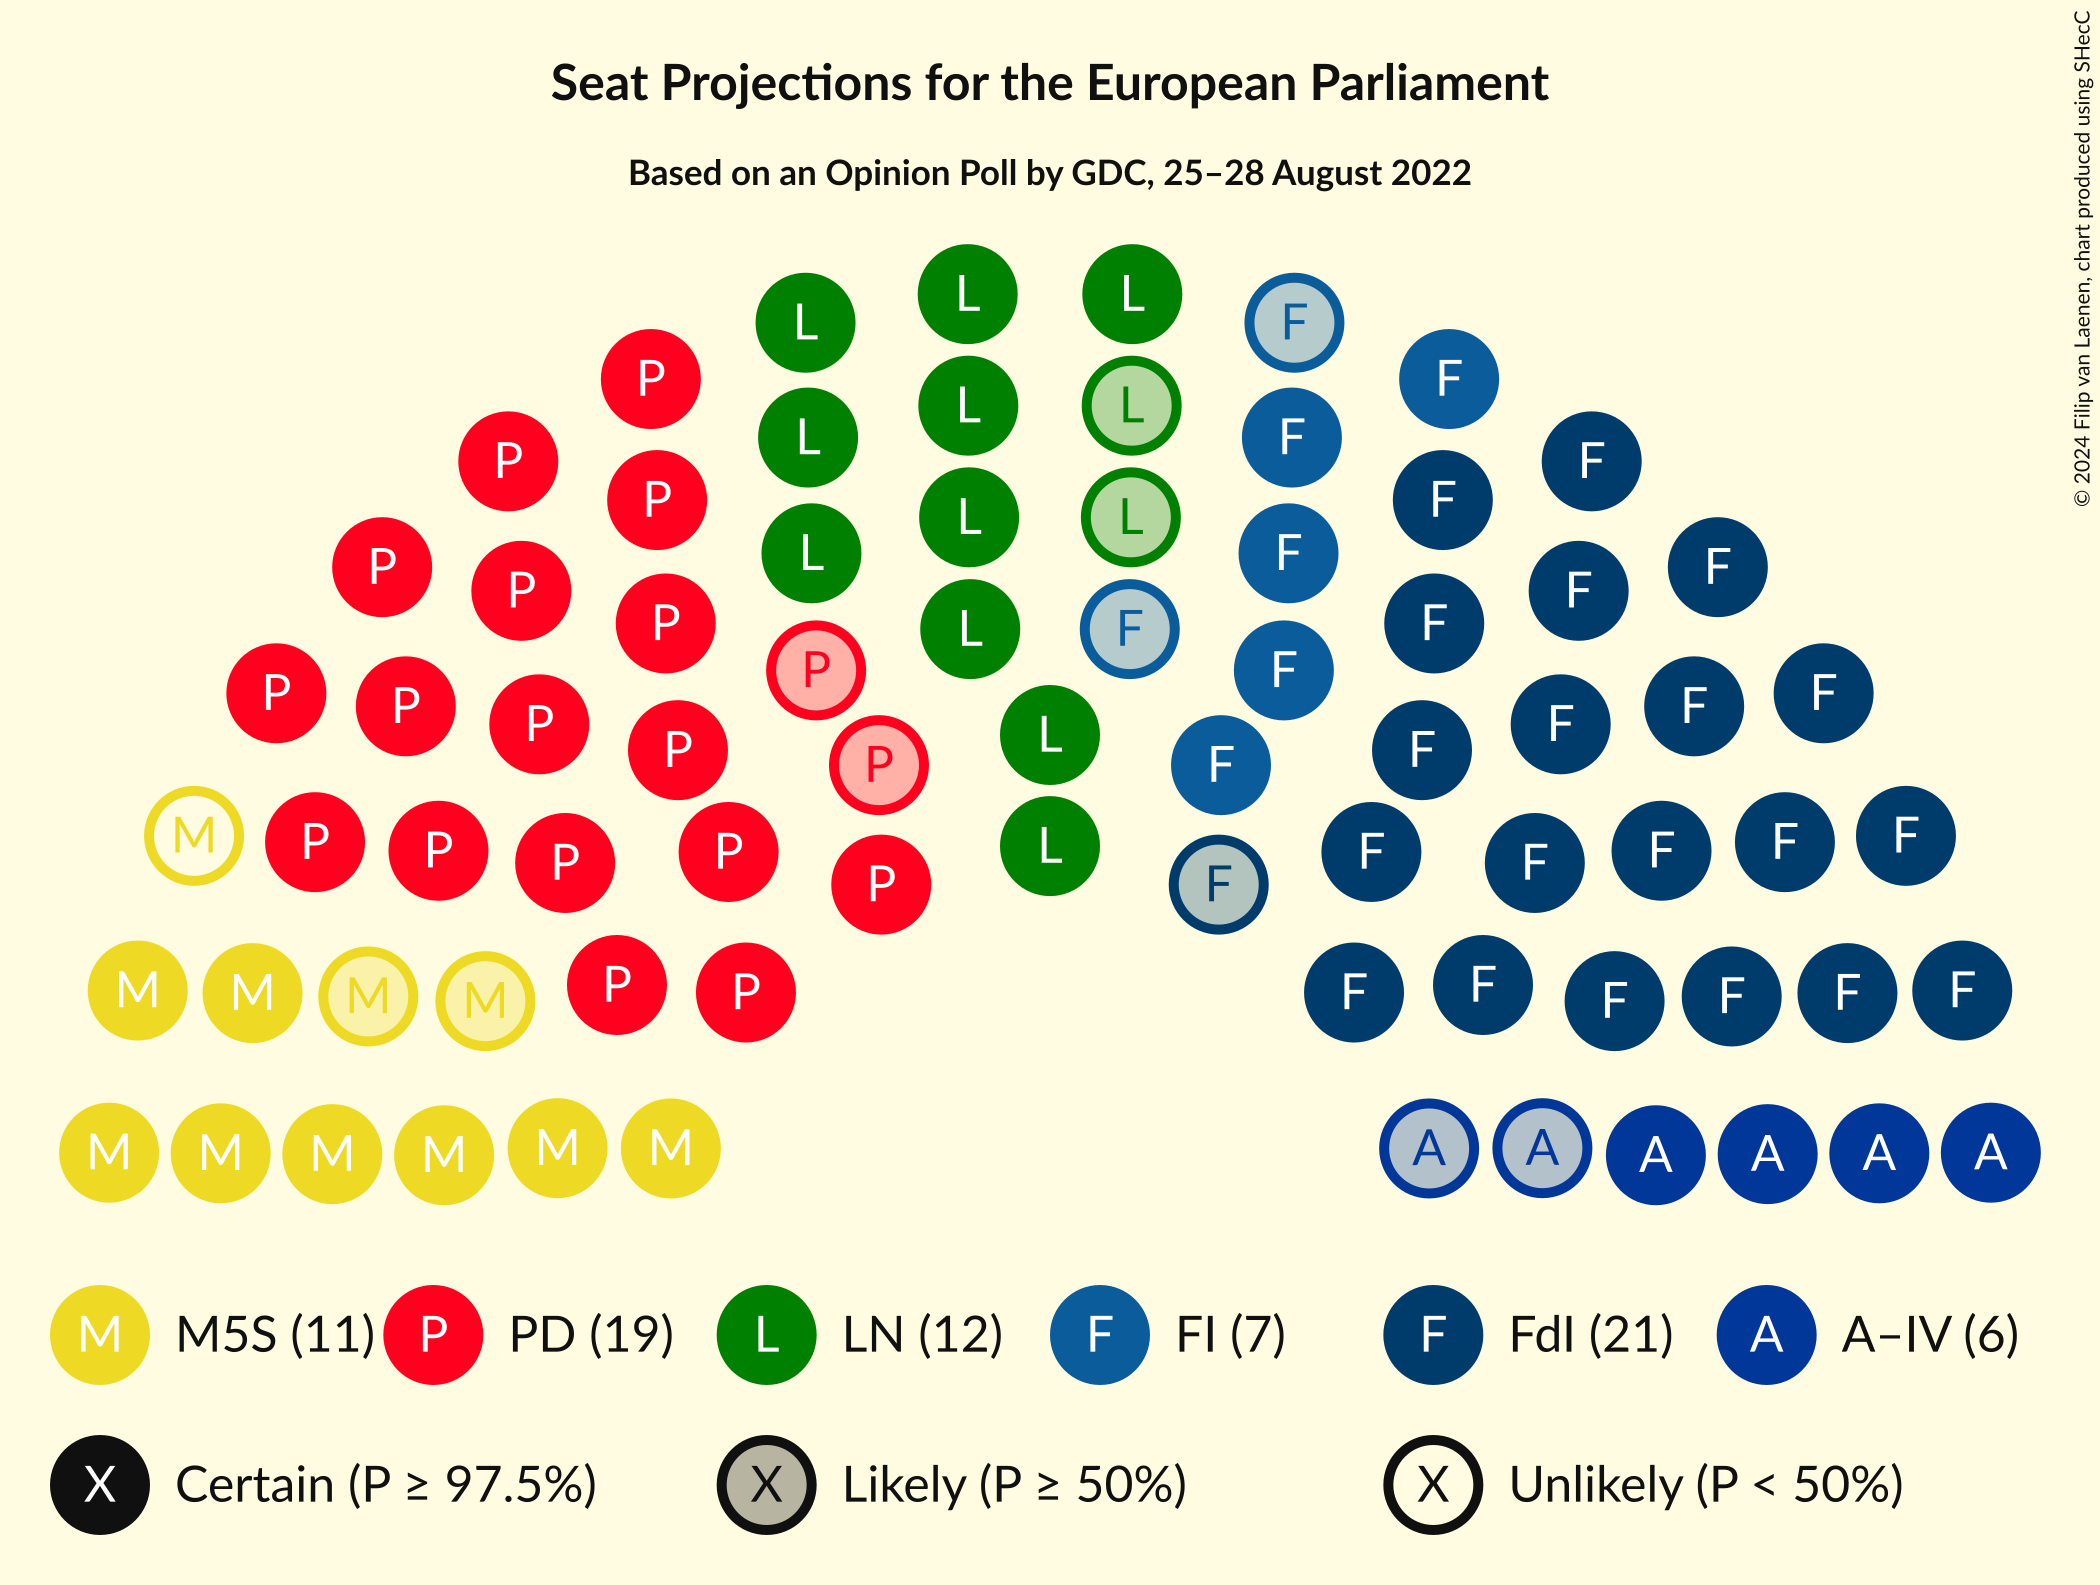 Seat Projections for the European Parliament
Based on an Opinion Poll by GDC, 25–28 August 2022
© 2024 Filip van Laenen, chart produced using SHecC
L L
L F
P F
L
L L
P F
L F
P F
L L
P P F F
L F
P F
P F
L F
P F
P F
P P F F
P F
P F
L
P F
P F
M F
P F
L
P F
P F
P F
P F
M F
M F
M F
M F
P F
P F
M M M M M M A A A A A A
M M5S (11) P PD (19) L LN (12) F FI (7) F FdI (21) A A–IV (6)
X Certain (P ≥ 97.5%) X Likely (P ≥ 50%) X Unlikely (P < 50%)